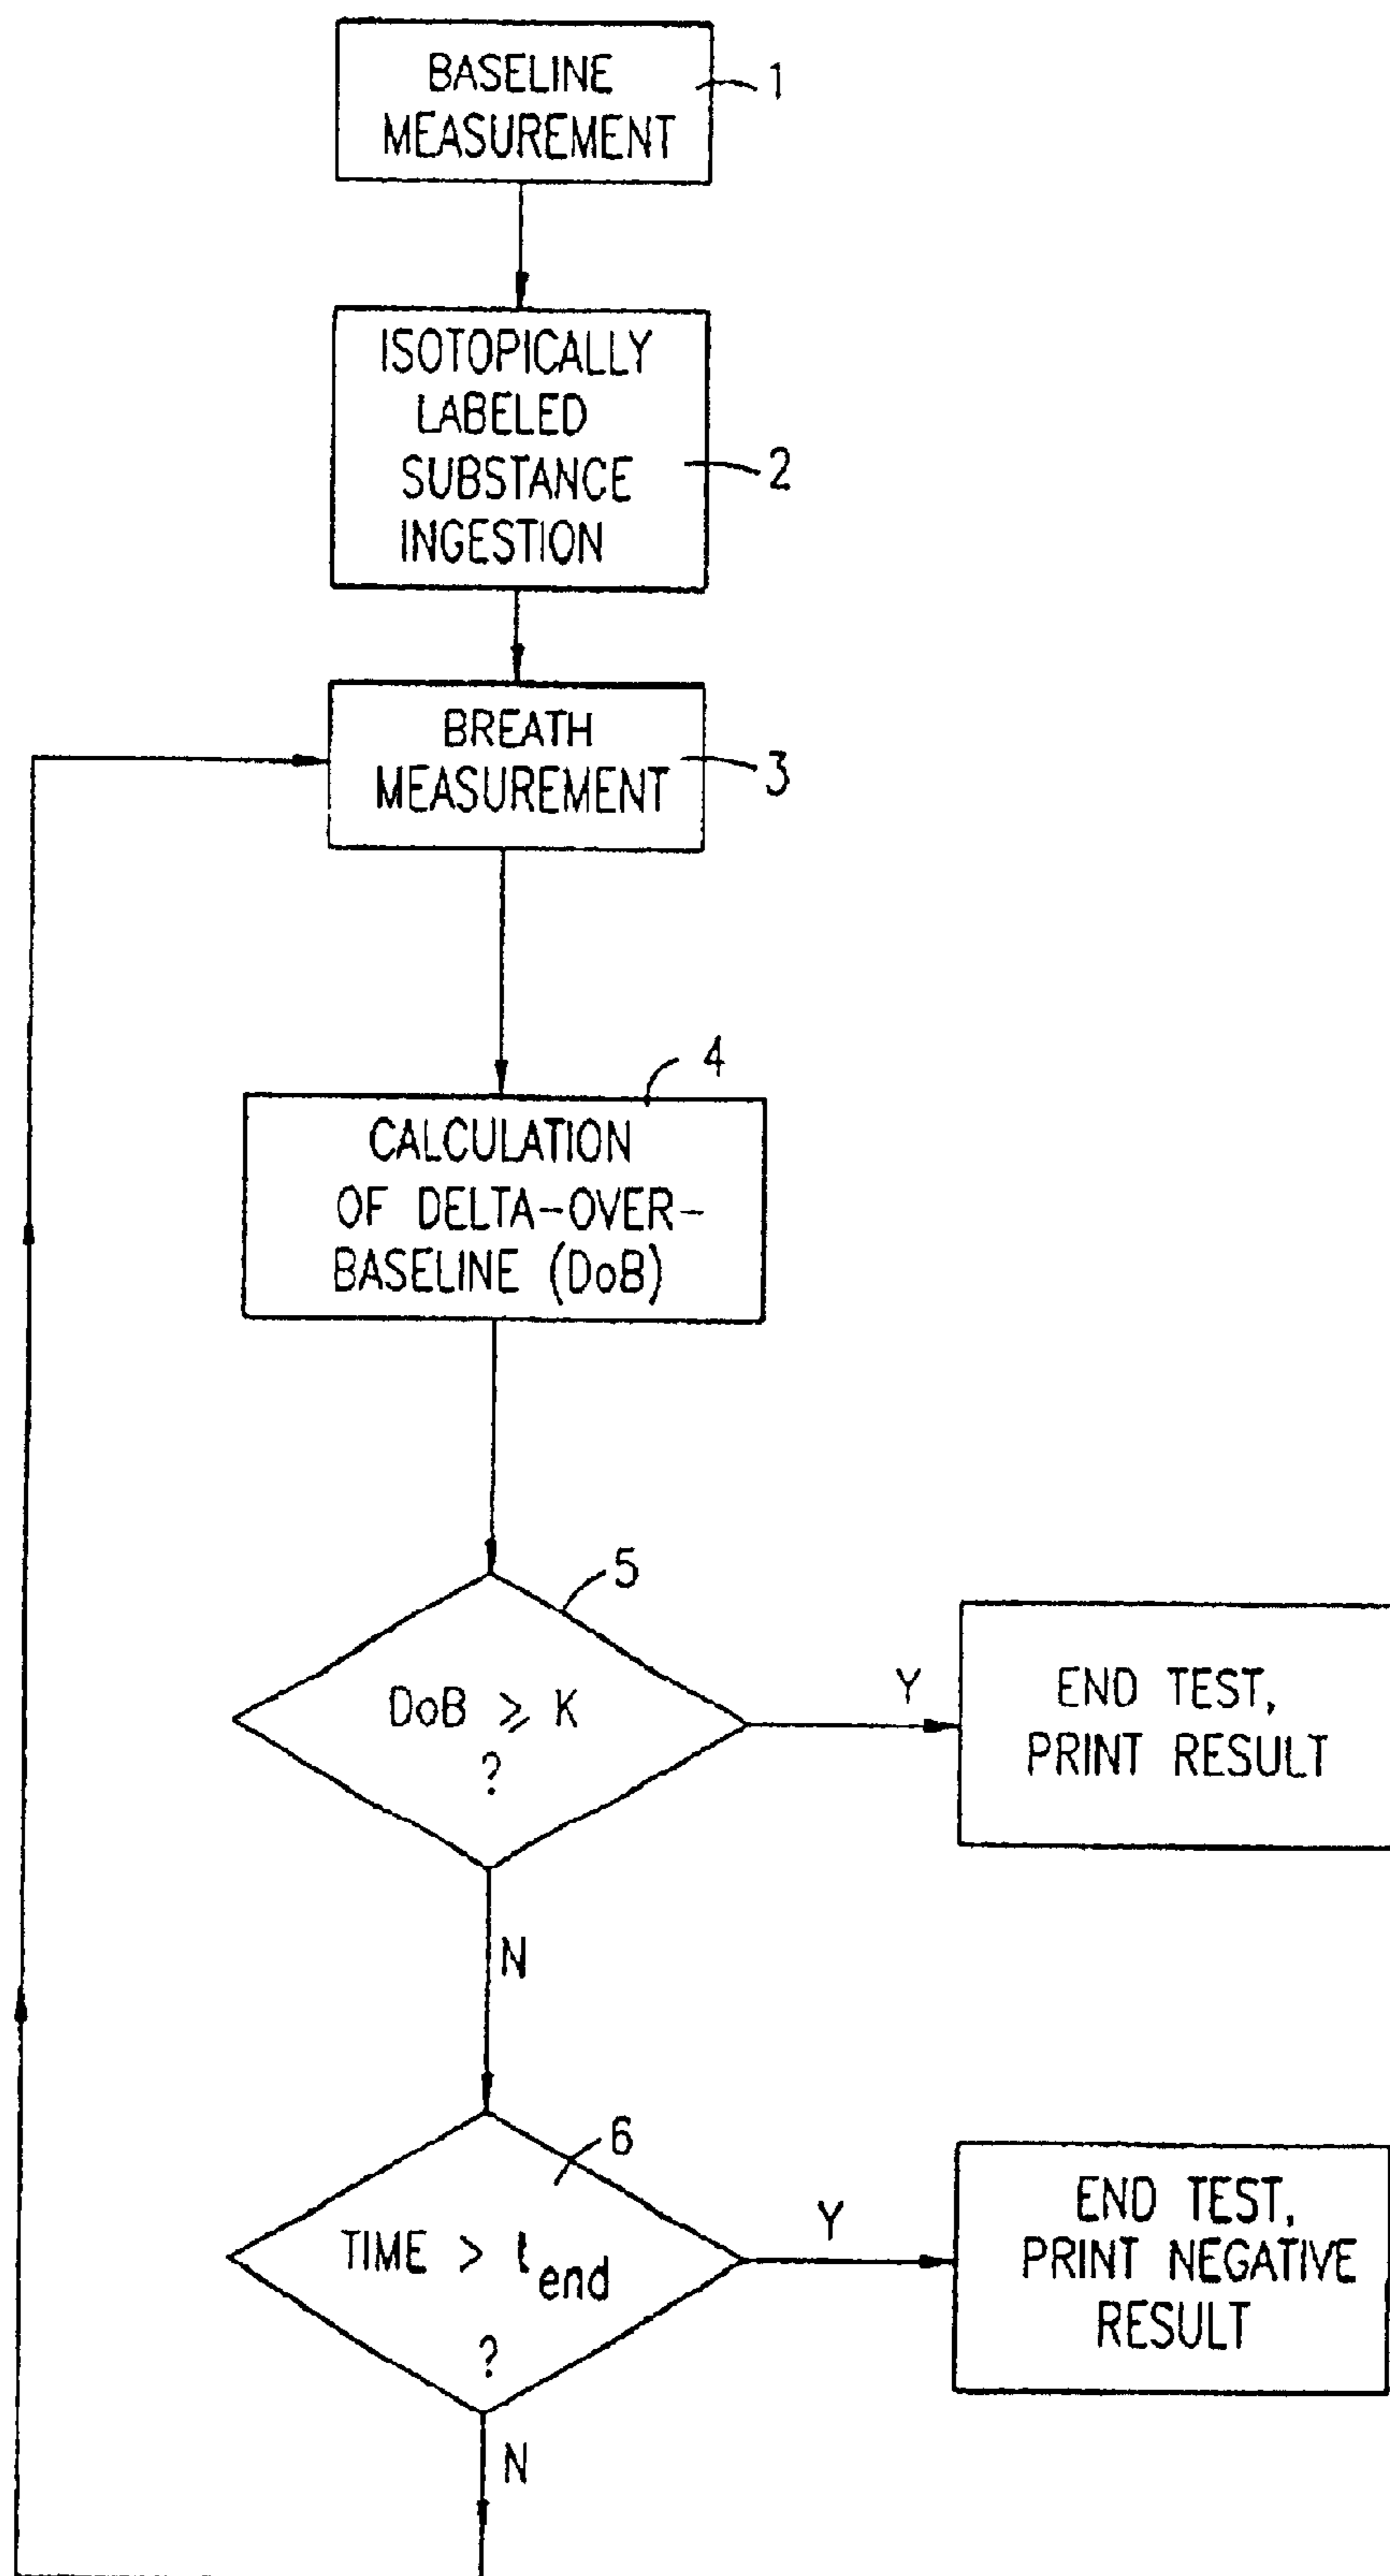 BASELINE
MEASUREMENT
1
ISOTOPICALLY
LABELED
SUBSTANCE
INGESTION
2
BREATH
MEASUREMENT
3
4
CALCULATION
OF DELTA-OVER-
BASELINE (DoB)
5
DoB ⩾ K
?
Y
END TEST,
PRINT RESULT
N
6
TIME > tend
?
Y
END TEST,
PRINT NEGATIVE
RESULT
N